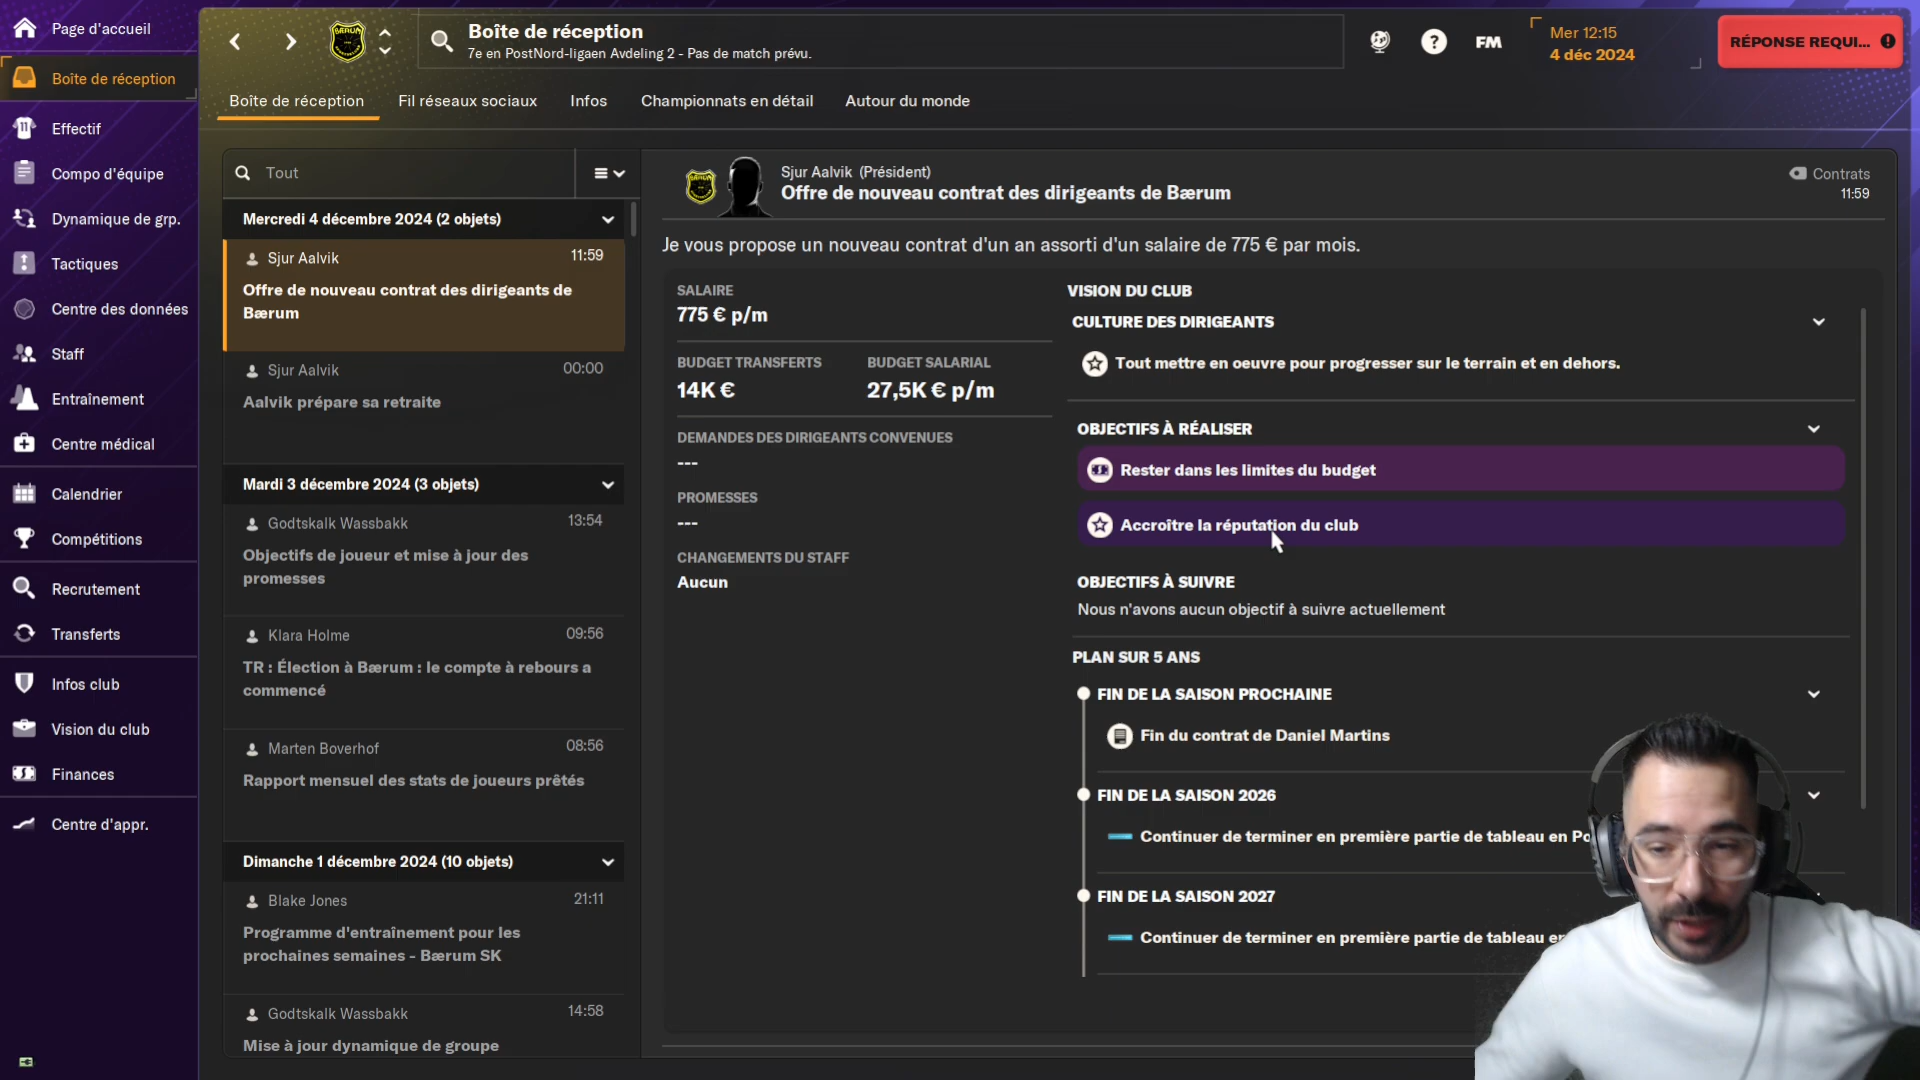 Page d'accueil
Boîte de réception
Effectif
Compo d'équipe
Dynamique de grp.
Tactiques
Centre des données
Staff
Entraînement
Centre médical
Calendrier
Compétitions
Recrutement
Transferts
Infos club
Vision du club
Finances
Centre d'appr.
Boîte de réception
7e en PostNord-ligaen Avdeling 2 - Pas de match prévu.
FM
Mer 12:15
4 déc 2024
RÉPONSE REQUI...
Boîte de réception
Fil réseaux sociaux
Infos
Championnats en détail
Autour du monde
Tout
Mercredi 4 décembre 2024 (2 objets)
Sjur Aalvik 11:59
Offre de nouveau contrat des dirigeants de
Bærum
Sjur Aalvik 00:00
Aalvik prépare sa retraite
Mardi 3 décembre 2024 (3 objets)
Godtskalk Wassbakk 13:54
Objectifs de joueur et mise à jour des
promesses
Klara Holme 09:56
TR : Élection à Bærum : le compte à rebours a
commencé
Marten Boverhof 08:56
Rapport mensuel des stats de joueurs prêtés
Dimanche 1 décembre 2024 (10 objets)
Blake Jones 21:11
Programme d'entraînement pour les
prochaines semaines - Bærum SK
Godtskalk Wassbakk 14:58
Mise à jour dynamique de groupe
Sjur Aalvik (Président)
Offre de nouveau contrat des dirigeants de Bærum
Contrats
11:59
Je vous propose un nouveau contrat d'un an assorti d'un salaire de 775 € par mois.
SALAIRE
775 € p/m
BUDGET TRANSFERTS
14K €
BUDGET SALARIAL
27,5K € p/m
DEMANDES DES DIRIGEANTS CONVENUES
---
PROMESSES
---
CHANGEMENTS DU STAFF
Aucun
VISION DU CLUB
CULTURE DES DIRIGEANTS
Tout mettre en oeuvre pour progresser sur le terrain et en dehors.
OBJECTIFS À RÉALISER
Rester dans les limites du budget
Accroître la réputation du club
OBJECTIFS À SUIVRE
Nous n'avons aucun objectif à suivre actuellement
PLAN SUR 5 ANS
FIN DE LA SAISON PROCHAINE
Fin du contrat de Daniel Martins
FIN DE LA SAISON 2026
Continuer de terminer en première partie de tableau en Po
FIN DE LA SAISON 2027
Continuer de terminer en première partie de tableau en